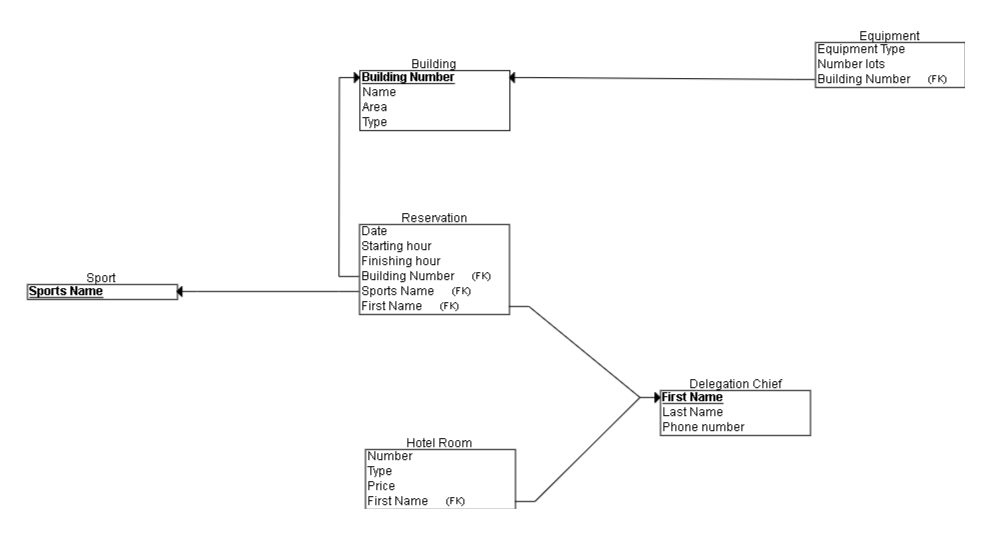 Equipment
Equipment Type
Number lots
Building Number (FK)
Building
Building Number
Name
Area
Type
Reservation
Date
Starting hour
Finishing hour
Building Number (FK)
Sports Name (FK)
First Name (FK)
Sport
Sports Name
Delegation Chief
First Name
Last Name
Phone number
Hotel Room
Number
Type
Price
First Name (FK)